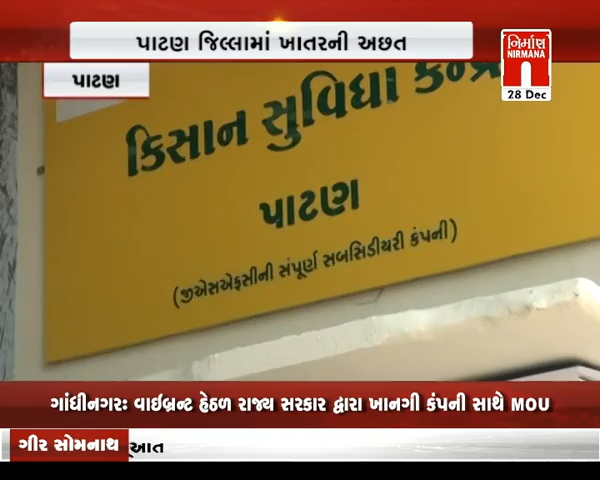 પાટણ જિલ્લામાં ખાતરની અછત
નિર્માણ
NIRMANA
28 Dec
પાટણ
કિસાન સુવિધા કેન્દ્ર
પાટણ
(જીએસએફસીની સંપૂર્ણ સબસિડીયરી કંપની)
ગાંધીનગરઃ વાઇબ્રન્ટ હેઠળ રાજ્ય સરકાર દ્વારા ખાનગી કંપની સાથે MOU
ગીર સોમનાથ